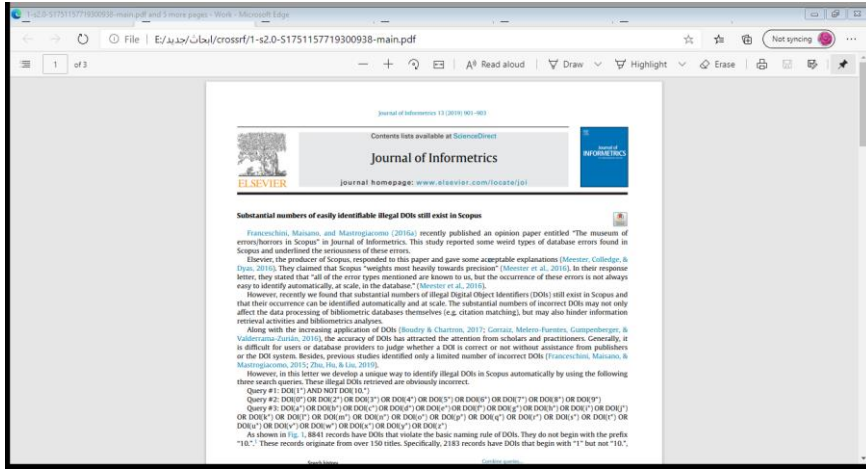 1-s2.0-S1751157719300938-main.pdf and 5 more pages - Work - Microsoft Edge
File | E:/ابحاث/جديد/crossrf/1-s2.0-S1751157719300938-main.pdf
Not syncing
1 of 3
Read aloud | Draw | Highlight | Erase
Journal of Informetrics 13 (2019) 901–903
Contents lists available at ScienceDirect
Journal of Informetrics
journal homepage: www.elsevier.com/locate/joi
ELSEVIER
Journal of
INFORMETRICS
Substantial numbers of easily identifiable illegal DOIs still exist in Scopus
Franceschini, Maisano, and Mastrogiacomo (2016a) recently published an opinion paper entitled “The museum of
errors/horrors in Scopus” in Journal of Informetrics. This study reported some weird types of database errors found in
Scopus and underlined the seriousness of these errors.
Elsevier, the producer of Scopus, responded to this paper and gave some acceptable explanations (Meester, Colledge, &
Dyas, 2016). They claimed that Scopus “weights most heavily towards precision” (Meester et al., 2016). In their response
letter, they stated that “all of the error types mentioned are known to us, but the occurrence of these errors is not always
easy to identify automatically, at scale, in the database.” (Meester et al., 2016).
However, recently we found that substantial numbers of illegal Digital Object Identifiers (DOIs) still exist in Scopus and
that their occurrence can be identified automatically and at scale. The substantial numbers of incorrect DOIs may not only
affect the data processing of bibliometric databases themselves (e.g. citation matching), but may also hinder information
retrieval activities and bibliometrics analyses.
Along with the increasing application of DOIs (Boudry & Chartron, 2017; Gorraiz, Melero-Fuentes, Gumpenberger, &
Valderrama-Zurián, 2016), the accuracy of DOIs has attracted the attention from scholars and practitioners. Generally, it
is difficult for users or database providers to judge whether a DOI is correct or not without assistance from publishers
or the DOI system. Besides, previous studies identified only a limited number of incorrect DOIs (Franceschini, Maisano, &
Mastrogiacomo, 2015; Zhu, Hu, & Liu, 2019).
However, in this letter we develop a unique way to identify illegal DOIs in Scopus automatically by using the following
three search queries. These illegal DOIs retrieved are obviously incorrect.
Query #1: DOI(1*) AND NOT DOI(10.*)
Query #2: DOI(0*) OR DOI(2*) OR DOI(3*) OR DOI(4*) OR DOI(5*) OR DOI(6*) OR DOI(7*) OR DOI(8*) OR DOI(9*)
Query #3: DOI(a*) OR DOI(b*) OR DOI(c*) OR DOI(d*) OR DOI(e*) OR DOI(f*) OR DOI(g*) OR DOI(h*) OR DOI(i*) OR DOI(j*)
OR DOI(k*) OR DOI(l*) OR DOI(m*) OR DOI(n*) OR DOI(o*) OR DOI(p*) OR DOI(q*) OR DOI(r*) OR DOI(s*) OR DOI(t*) OR
DOI(u*) OR DOI(v*) OR DOI(w*) OR DOI(x*) OR DOI(y*) OR DOI(z*)
As shown in Fig. 1, 8841 records have DOIs that violate the basic naming rule of DOIs. They do not begin with the prefix
“10.”.1 These records originate from over 150 titles. Specifically, 2183 records have DOIs that begin with “1” but not “10.”,
Search history
Combine queries...